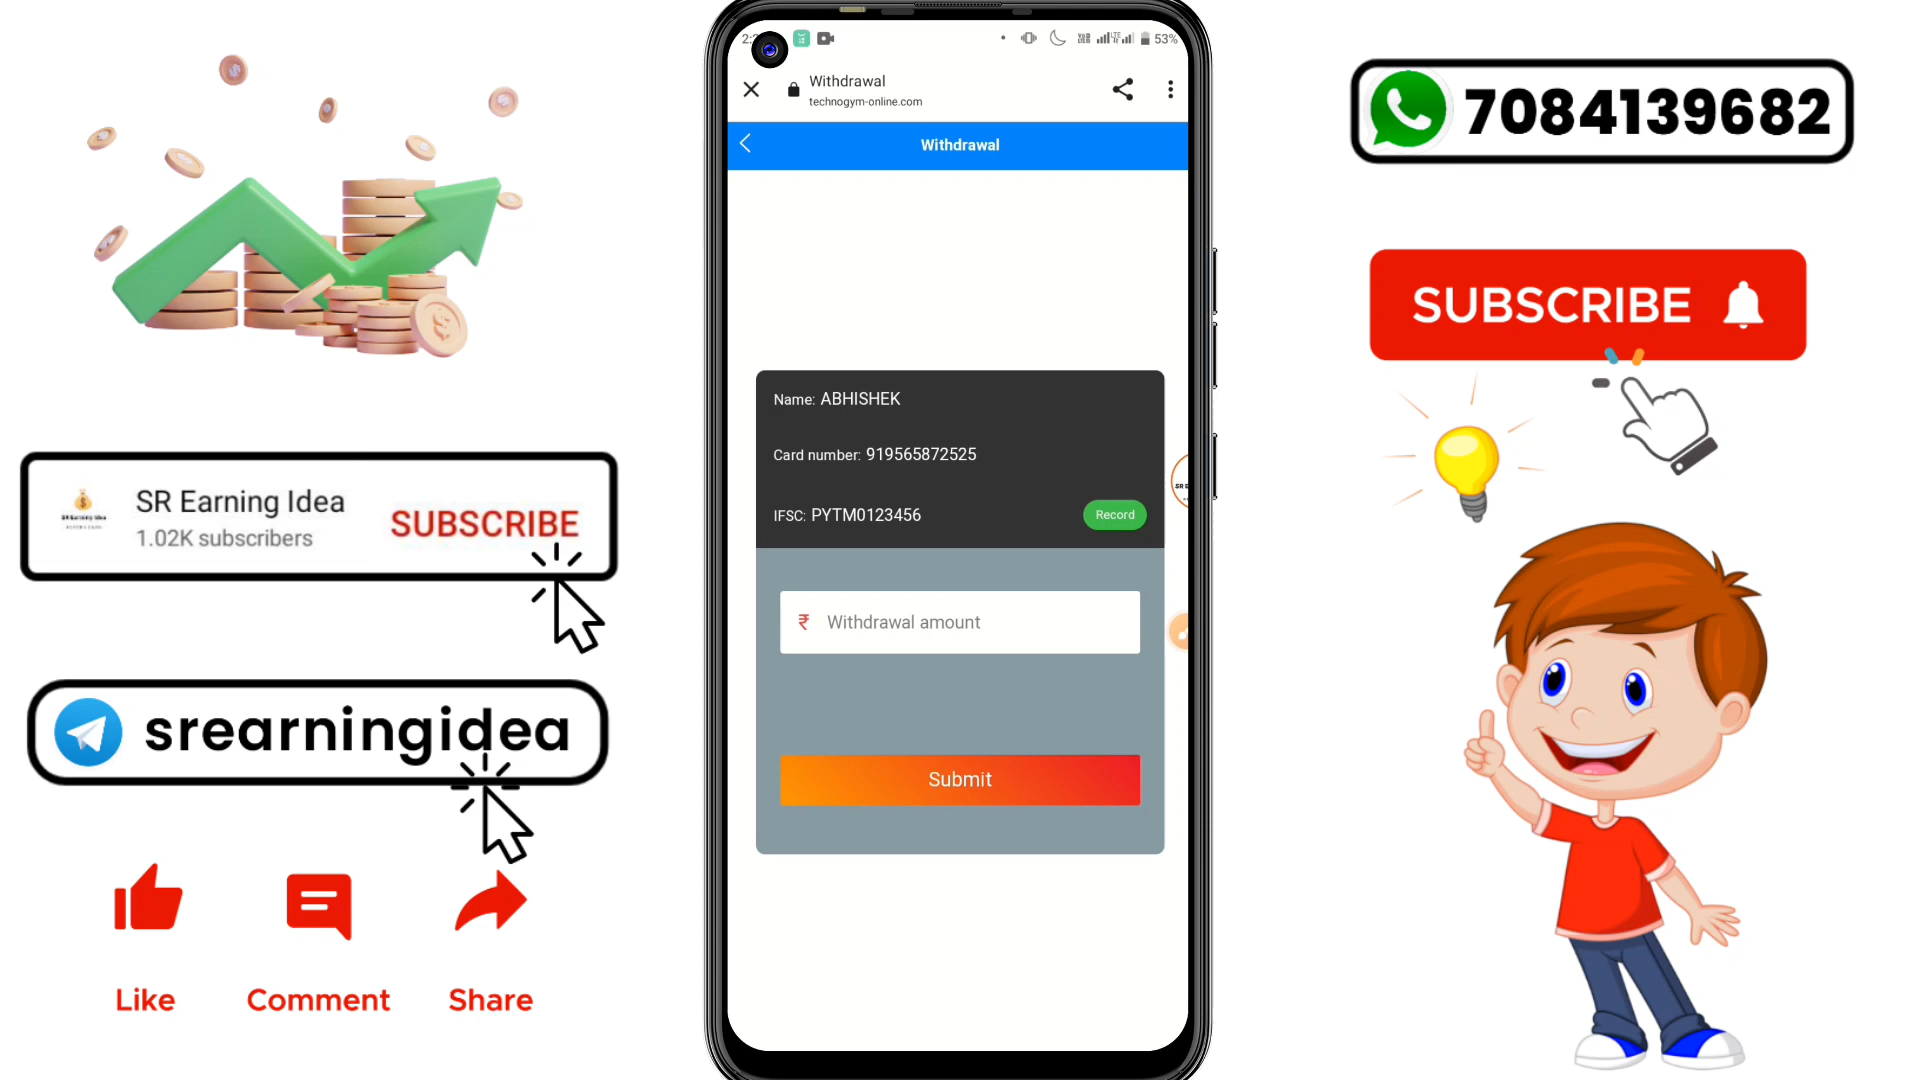 53%
Withdrawal
technogym-online.com
Withdrawal
Name: ABHISHEK
Card number: 919565872525
IFSC: PYTM0123456
Record
₹ Withdrawal amount
Submit
SR Earning Idea
1.02K subscribers
SUBSCRIBE
srearningidea
Like
Comment
Share
7084139682
SUBSCRIBE